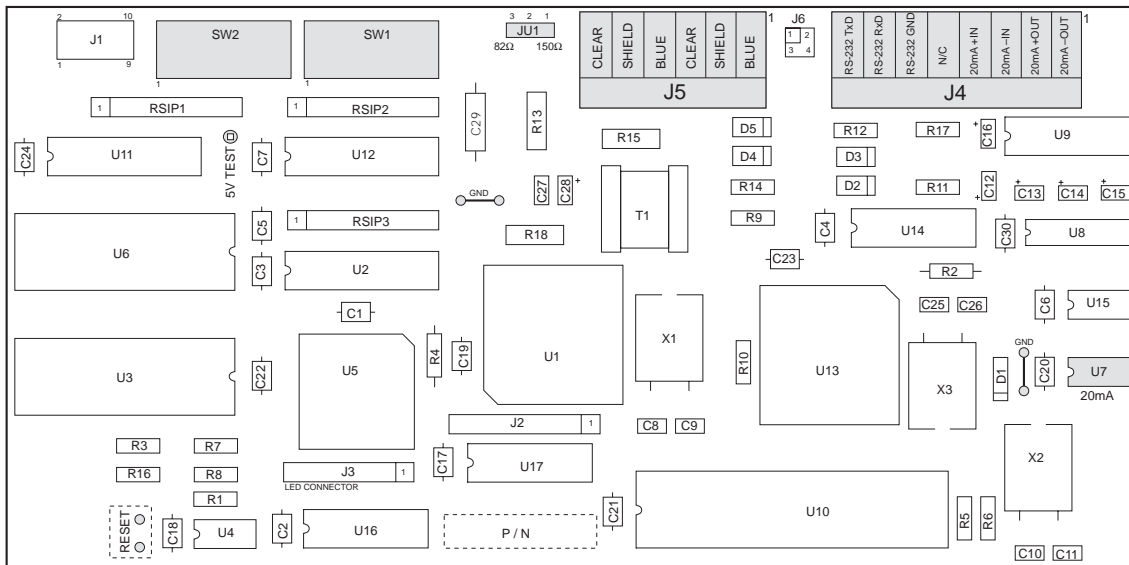 2 10
J1
1 9
SW2
1
SW1
1
3 2 1
JU1
82Ω 150Ω
CLEAR
SHIELD
BLUE
CLEAR
SHIELD
BLUE
1
J5
J6
1 2
3 4
RS-232 TxD
RS-232 RxD
RS-232 GND
N/C
20mA+IN
20mA–IN
20mA+OUT
20mA–OUT
1
J4
1 RSIP1
1 RSIP2
C29
R13
R15
D5
R12
R17
+
C16
U9
C24
U11
5V TEST
C7
U12
D4
D3
GND
C27
C28
+
T1
R14
D2
R11
C12
+
+
C13
+
C14
+
C15
U6
C5
1 RSIP3
R18
R9
C4
U14
C30
U8
C3
U2
C23
R2
C1
C25
C26
C6
U15
U3
C22
U5
R4
C19
U1
X1
R10
U13
X3
D1
GND
C20
U7
20mA
J2 1
C8
C9
R3
R7
X2
R16
R8
J3 1
LED CONNECTOR
C17
U17
R1
RESET
C18
U4
C2
U16
P / N
C21
U10
R5
R6
C10
C11